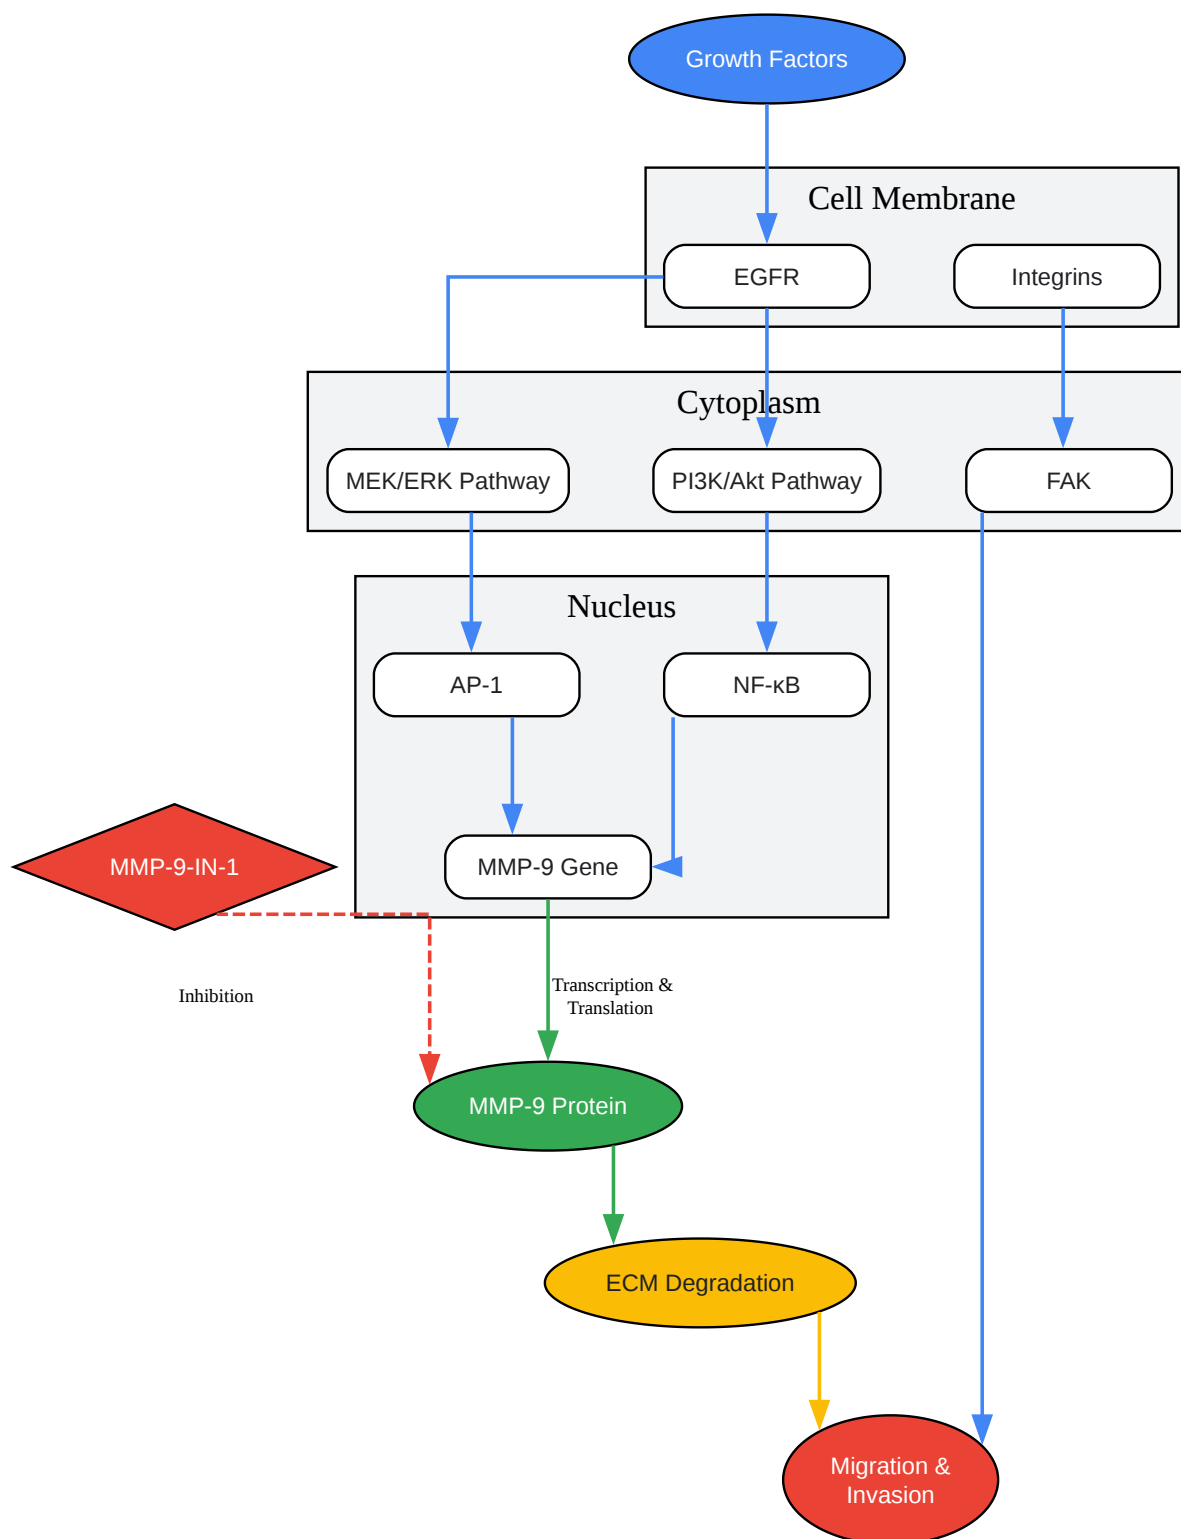 Growth Factors
Cell Membrane
EGFR
Integrins
Cytoplasm
MEK/ERK Pathway
PI3K/Akt Pathway
FAK
Nucleus
AP-1
NF-κB
MMP-9-IN-1
MMP-9 Gene
Inhibition
Transcription &
Translation
MMP-9 Protein
ECM Degradation
Migration &
Invasion